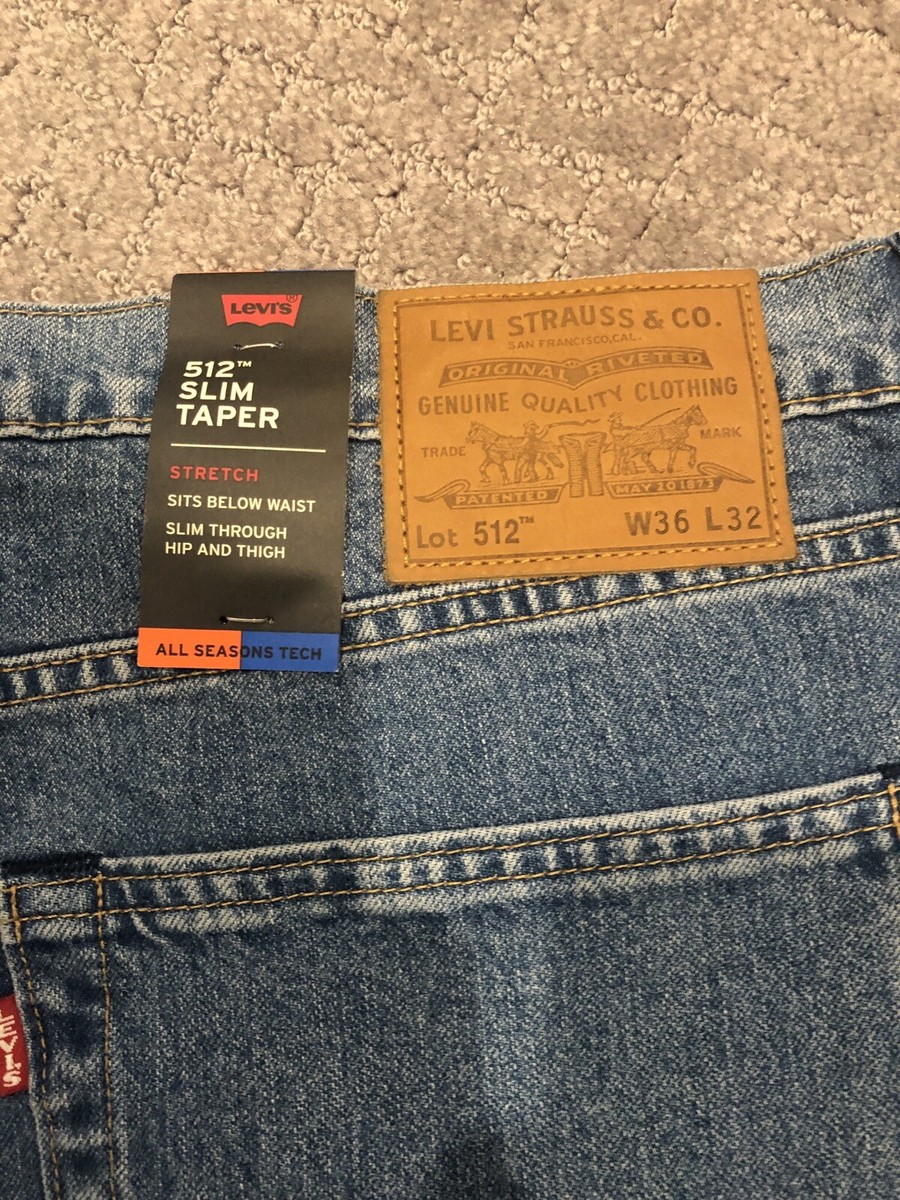 LEVI'S®
512™
SLIM
TAPER
STRETCH
SITS BELOW WAIST
SLIM THROUGH
HIP AND THIGH
ALL SEASONS TECH
LEVI STRAUSS & CO.
SAN FRANCISCO, CAL.
ORIGINAL RIVETED
GENUINE QUALITY CLOTHING
TRADE MARK
PATENTED MAY 20 1873
Lot 512™ W36 L32
LEVI'S